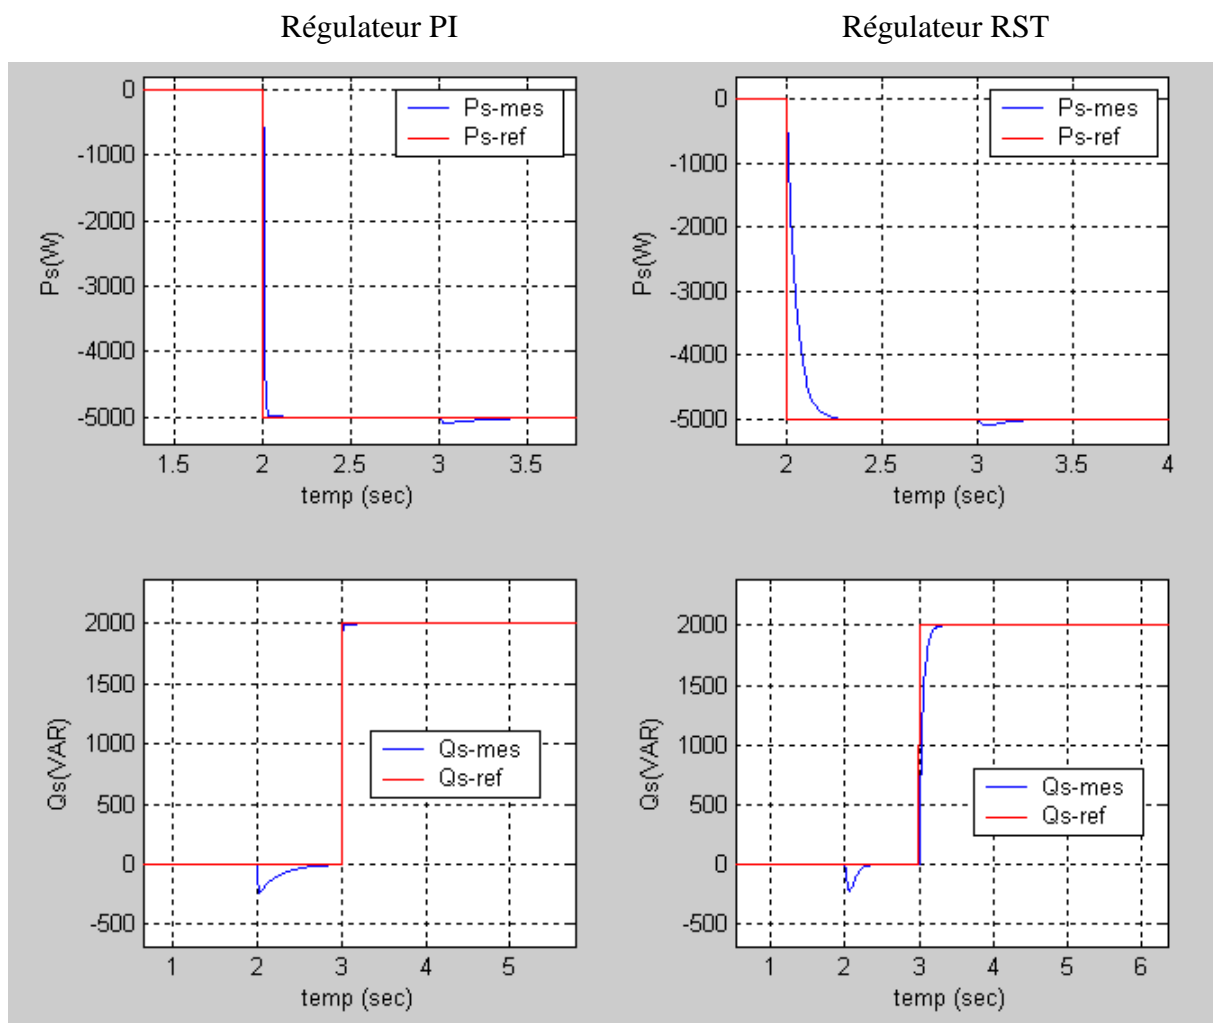 Régulateur PI
Régulateur RST
0
-1000
-2000
-3000
-4000
-5000
Ps(W)
Ps-mes
Ps-ref
1.5
2
2.5
3
3.5
temp (sec)
0
-1000
-2000
-3000
-4000
-5000
Ps(W)
Ps-mes
Ps-ref
2
2.5
3
3.5
4
temp (sec)
2000
1500
1000
500
0
-500
Qs(VAR)
Qs-mes
Qs-ref
1
2
3
4
5
temp (sec)
2000
1500
1000
500
0
-500
Qs(VAR)
Qs-mes
Qs-ref
1
2
3
4
5
6
temp (sec)